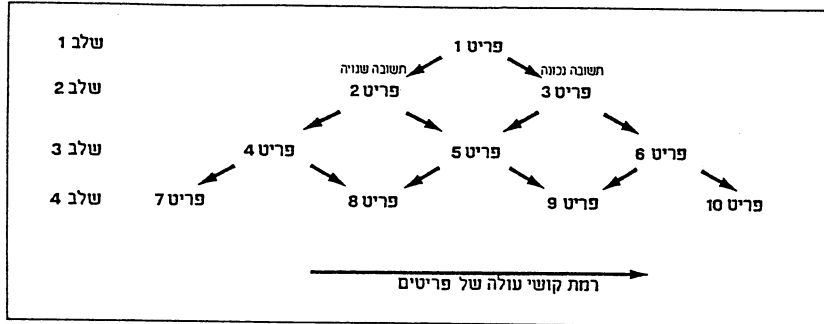 שלב 1
פריט 1
תשובה שגויה
תשובה נכונה
שלב 2
פריט 2
פריט 3
שלב 3
פריט 4
פריט 5
פריט 6
שלב 4
פריט 7
פריט 8
פריט 9
פריט 10
רמת קושי עולה של פריטים